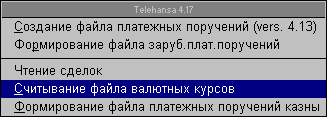 Telehansa 4.17
Создание файла платежных поручений (vers. 4.13)
Формирование файла заруб.плат.поручений
Чтение сделок
Считывание файла валютных курсов
Формирование файла платежных поручений казны